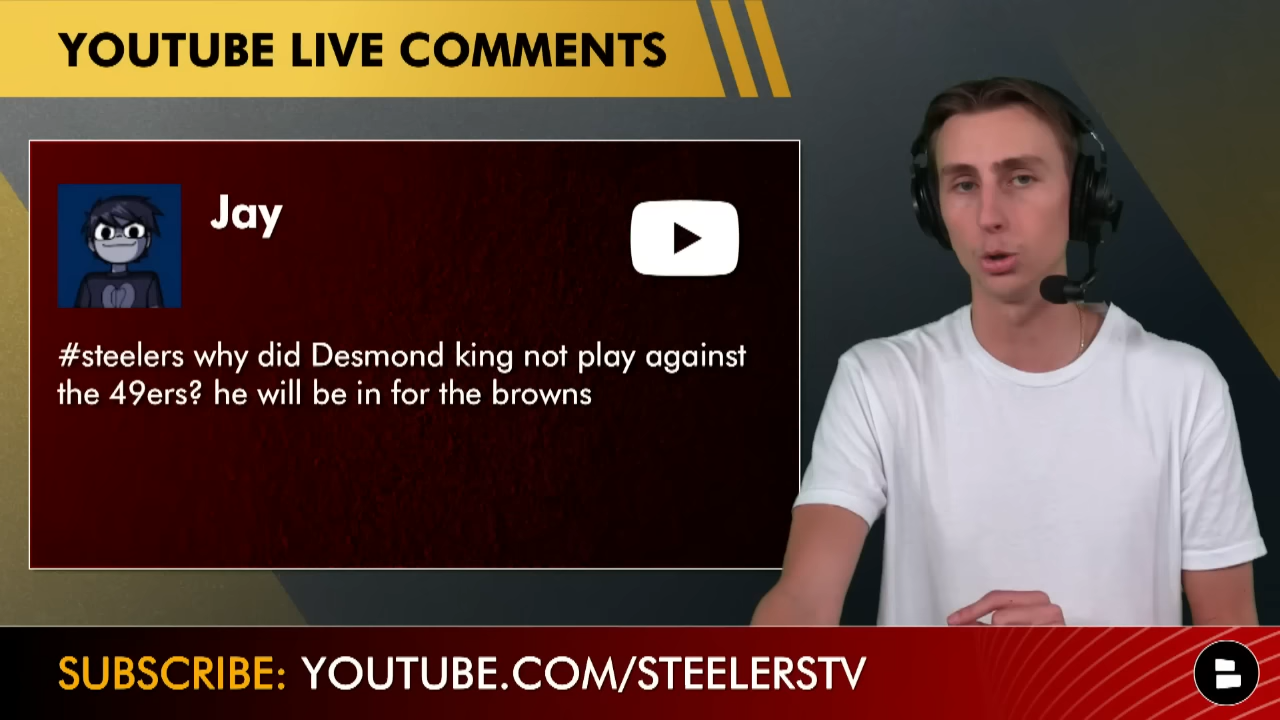 YOUTUBE LIVE COMMENTS
Jay
#steelers why did Desmond king not play against
the 49ers? he will be in for the browns
SUBSCRIBE: YOUTUBE.COM/STEELERSTV